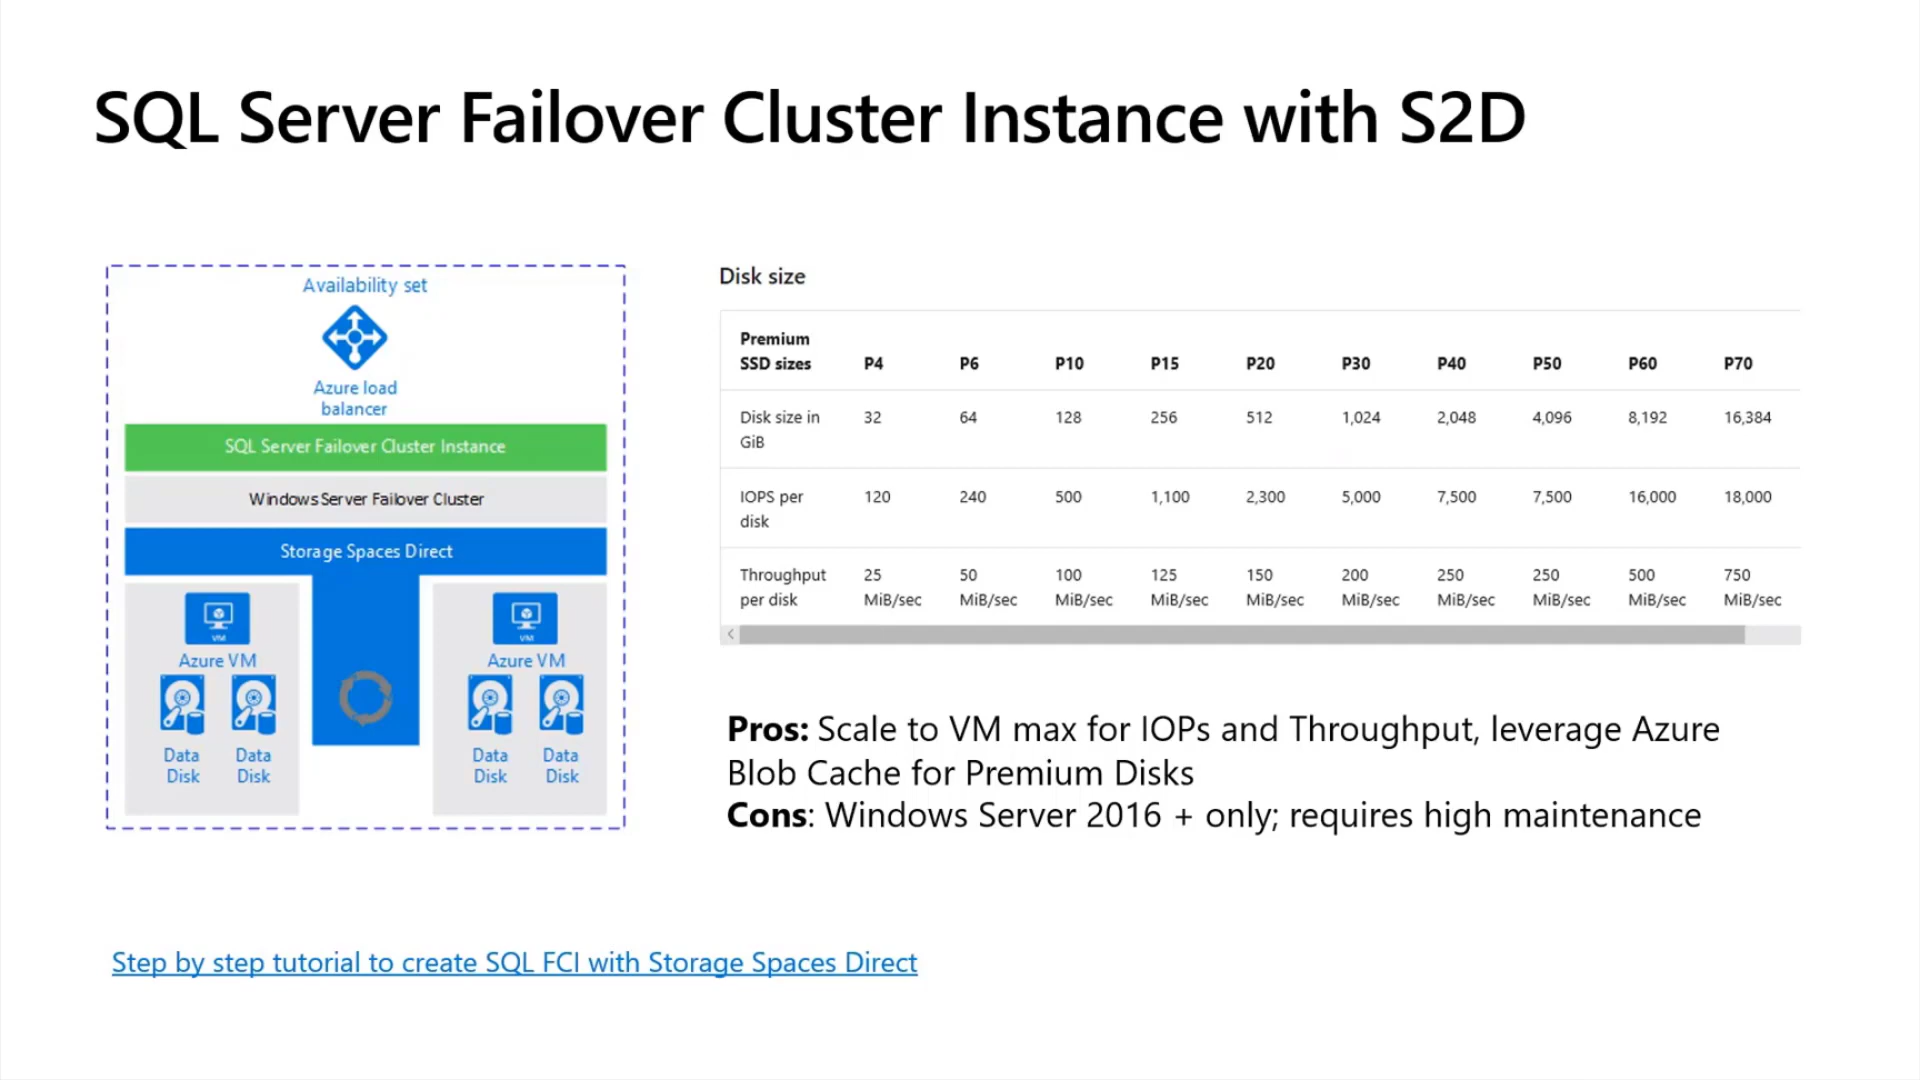 SQL Server Failover Cluster Instance with S2D
Availability set
Azure load
balancer
SQL Server Failover Cluster Instance
Windows Server Failover Cluster
Storage Spaces Direct
VM
Azure VM
Data
Disk
Data
Disk
VM
Azure VM
Data
Disk
Data
Disk
Disk size
Premium
SSD sizes P4 P6 P10 P15 P20 P30 P40 P50 P60 P70
Disk size in 32 64 128 256 512 1,024 2,048 4,096 8,192 16,384
GiB
IOPS per 120 240 500 1,100 2,300 5,000 7,500 7,500 16,000 18,000
disk
Throughput 25 50 100 125 150 200 250 250 500 750
per disk MiB/sec MiB/sec MiB/sec MiB/sec MiB/sec MiB/sec MiB/sec MiB/sec MiB/sec MiB/sec
Pros: Scale to VM max for IOPs and Throughput, leverage Azure
Blob Cache for Premium Disks
Cons: Windows Server 2016 + only; requires high maintenance
Step by step tutorial to create SQL FCI with Storage Spaces Direct